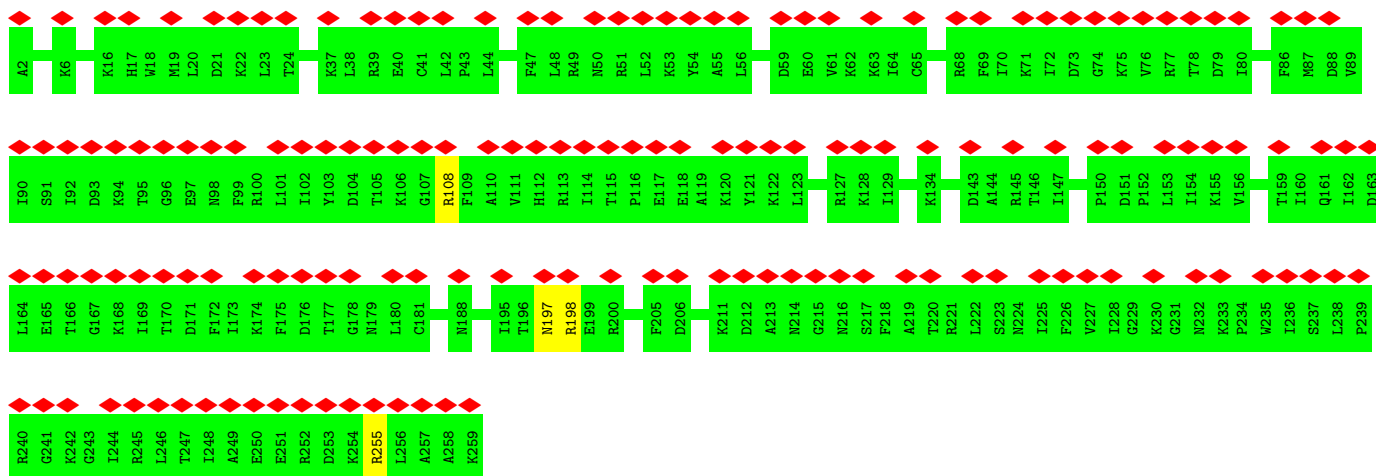 A2 K6 K16 H17 W18 M19 L20 D21 K22 L23 T24 K37 L38 R39 E40 C41 L42 P43 L44 F47 L48 R49 N50 R51 L52 K53 Y54 A55 L56 D59 E60 V61 K62 K63 I64 C65 R68 F69 I70 K71 I72 D73 G74 K75 V76 R77 T78 D79 I80 F86 M87 D88 V89
I90 S91 I92 D93 K94 T95 G96 E97 N98 F99 R100 L101 I102 Y103 D104 T105 K106 G107 R108 F109 A110 V111 H112 R113 I114 T115 P116 E117 E118 A119 K120 Y121 K122 L123 R127 K128 I129 K134 D143 A144 R145 T146 I147 P150 D151 P152 L153 I154 K155 V156 T159 I160 Q161 I162 D163
L164 E165 T166 G167 K168 I169 T170 D171 F172 I173 K174 F175 D176 T177 G178 N179 L180 C181 N188 I195 T196 N197 R198 E199 R200 F205 D206 K211 D212 A213 N214 G215 N216 S217 F218 A219 T220 R221 L222 S223 N224 I225 F226 V227 I228 G229 K230 G231 N232 K233 P234 W235 I236 S237 L238 P239
R240 G241 K242 G243 I244 R245 L246 T247 I248 A249 E250 E251 R252 D253 K254 R255 L256 A257 A258 K259